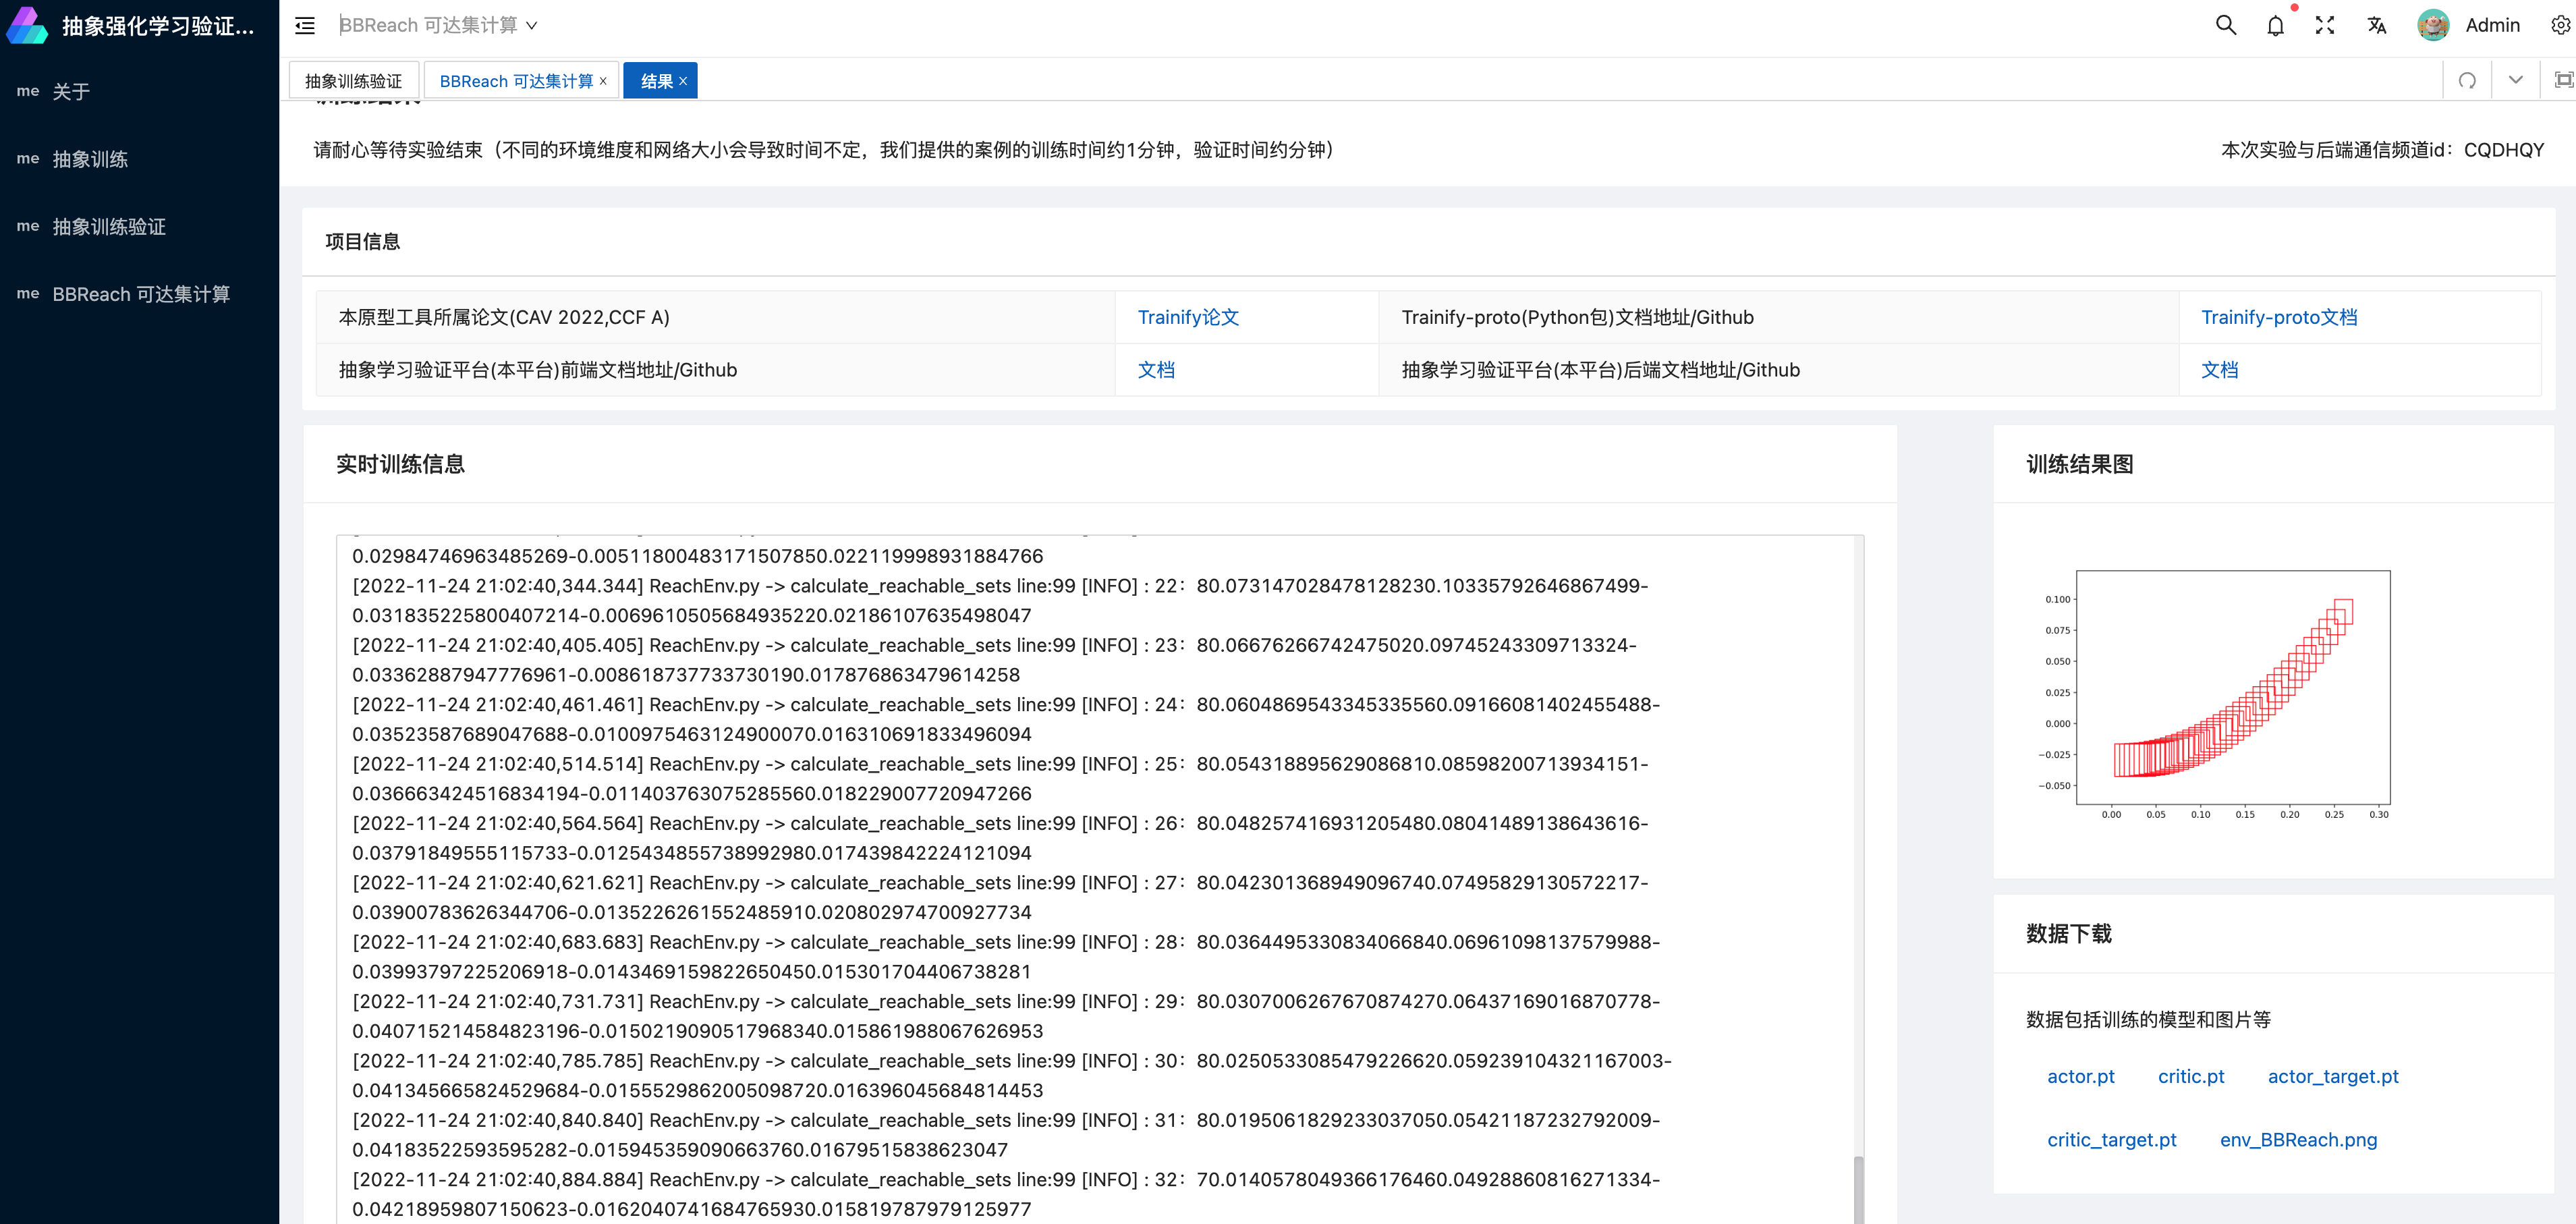 抽象强化学习验证...
me 关于
me 抽象训练
me 抽象训练验证
me BBReach 可达集计算
BBReach 可达集计算
Admin
抽象训练验证
BBReach 可达集计算 ×
结果 ×
请耐心等待实验结束（不同的环境维度和网络大小会导致时间不定，我们提供的案例的训练时间约1分钟，验证时间约分钟）
本次实验与后端通信频道id：CQDHQY
项目信息
本原型工具所属论文(CAV 2022,CCF A) Trainify论文 Trainify-proto(Python包)文档地址/Github Trainify-proto文档
抽象学习验证平台(本平台)前端文档地址/Github 文档 抽象学习验证平台(本平台)后端文档地址/Github 文档
实时训练信息
0.02984746963485269-0.00511800483171507850.022119998931884766
[2022-11-24 21:02:40,344.344] ReachEnv.py -> calculate_reachable_sets line:99 [INFO] : 22：80.073147028478128230.10335792646867499-
0.031835225800407214-0.0069610505684935220.02186107635498047
[2022-11-24 21:02:40,405.405] ReachEnv.py -> calculate_reachable_sets line:99 [INFO] : 23：80.06676266742475020.09745243309713324-
0.03362887947776961-0.008618737733730190.017876863479614258
[2022-11-24 21:02:40,461.461] ReachEnv.py -> calculate_reachable_sets line:99 [INFO] : 24：80.0604869543345335560.09166081402455488-
0.03523587689047688-0.0100975463124900070.016310691833496094
[2022-11-24 21:02:40,514.514] ReachEnv.py -> calculate_reachable_sets line:99 [INFO] : 25：80.054318895629086810.08598200713934151-
0.036663424516834194-0.011403763075285560.018229007720947266
[2022-11-24 21:02:40,564.564] ReachEnv.py -> calculate_reachable_sets line:99 [INFO] : 26：80.048257416931205480.08041489138643616-
0.03791849555115733-0.0125434855738992980.017439842224121094
[2022-11-24 21:02:40,621.621] ReachEnv.py -> calculate_reachable_sets line:99 [INFO] : 27：80.042301368949096740.07495829130572217-
0.03900783626344706-0.0135226261552485910.020802974700927734
[2022-11-24 21:02:40,683.683] ReachEnv.py -> calculate_reachable_sets line:99 [INFO] : 28：80.0364495330834066840.06961098137579988-
0.03993797225206918-0.0143469159822650450.015301704406738281
[2022-11-24 21:02:40,731.731] ReachEnv.py -> calculate_reachable_sets line:99 [INFO] : 29：80.0307006267670874270.06437169016870778-
0.040715214584823196-0.0150219090517968340.015861988067626953
[2022-11-24 21:02:40,785.785] ReachEnv.py -> calculate_reachable_sets line:99 [INFO] : 30：80.0250533085479226620.059239104321167003-
0.041345665824529684-0.0155529862005098720.016396045684814453
[2022-11-24 21:02:40,840.840] ReachEnv.py -> calculate_reachable_sets line:99 [INFO] : 31：80.0195061829233037050.05421187232792009-
0.04183522593595282-0.015945359090663760.01679515838623047
[2022-11-24 21:02:40,884.884] ReachEnv.py -> calculate_reachable_sets line:99 [INFO] : 32：70.0140578049366176460.04928860816271334-
0.04218959807150623-0.0162040741684765930.015819787979125977
训练结果图
0.100
0.075
0.050
0.025
0.000
−0.025
−0.050
0.00 0.05 0.10 0.15 0.20 0.25 0.30
数据下载
数据包括训练的模型和图片等
actor.pt critic.pt actor_target.pt
critic_target.pt env_BBReach.png